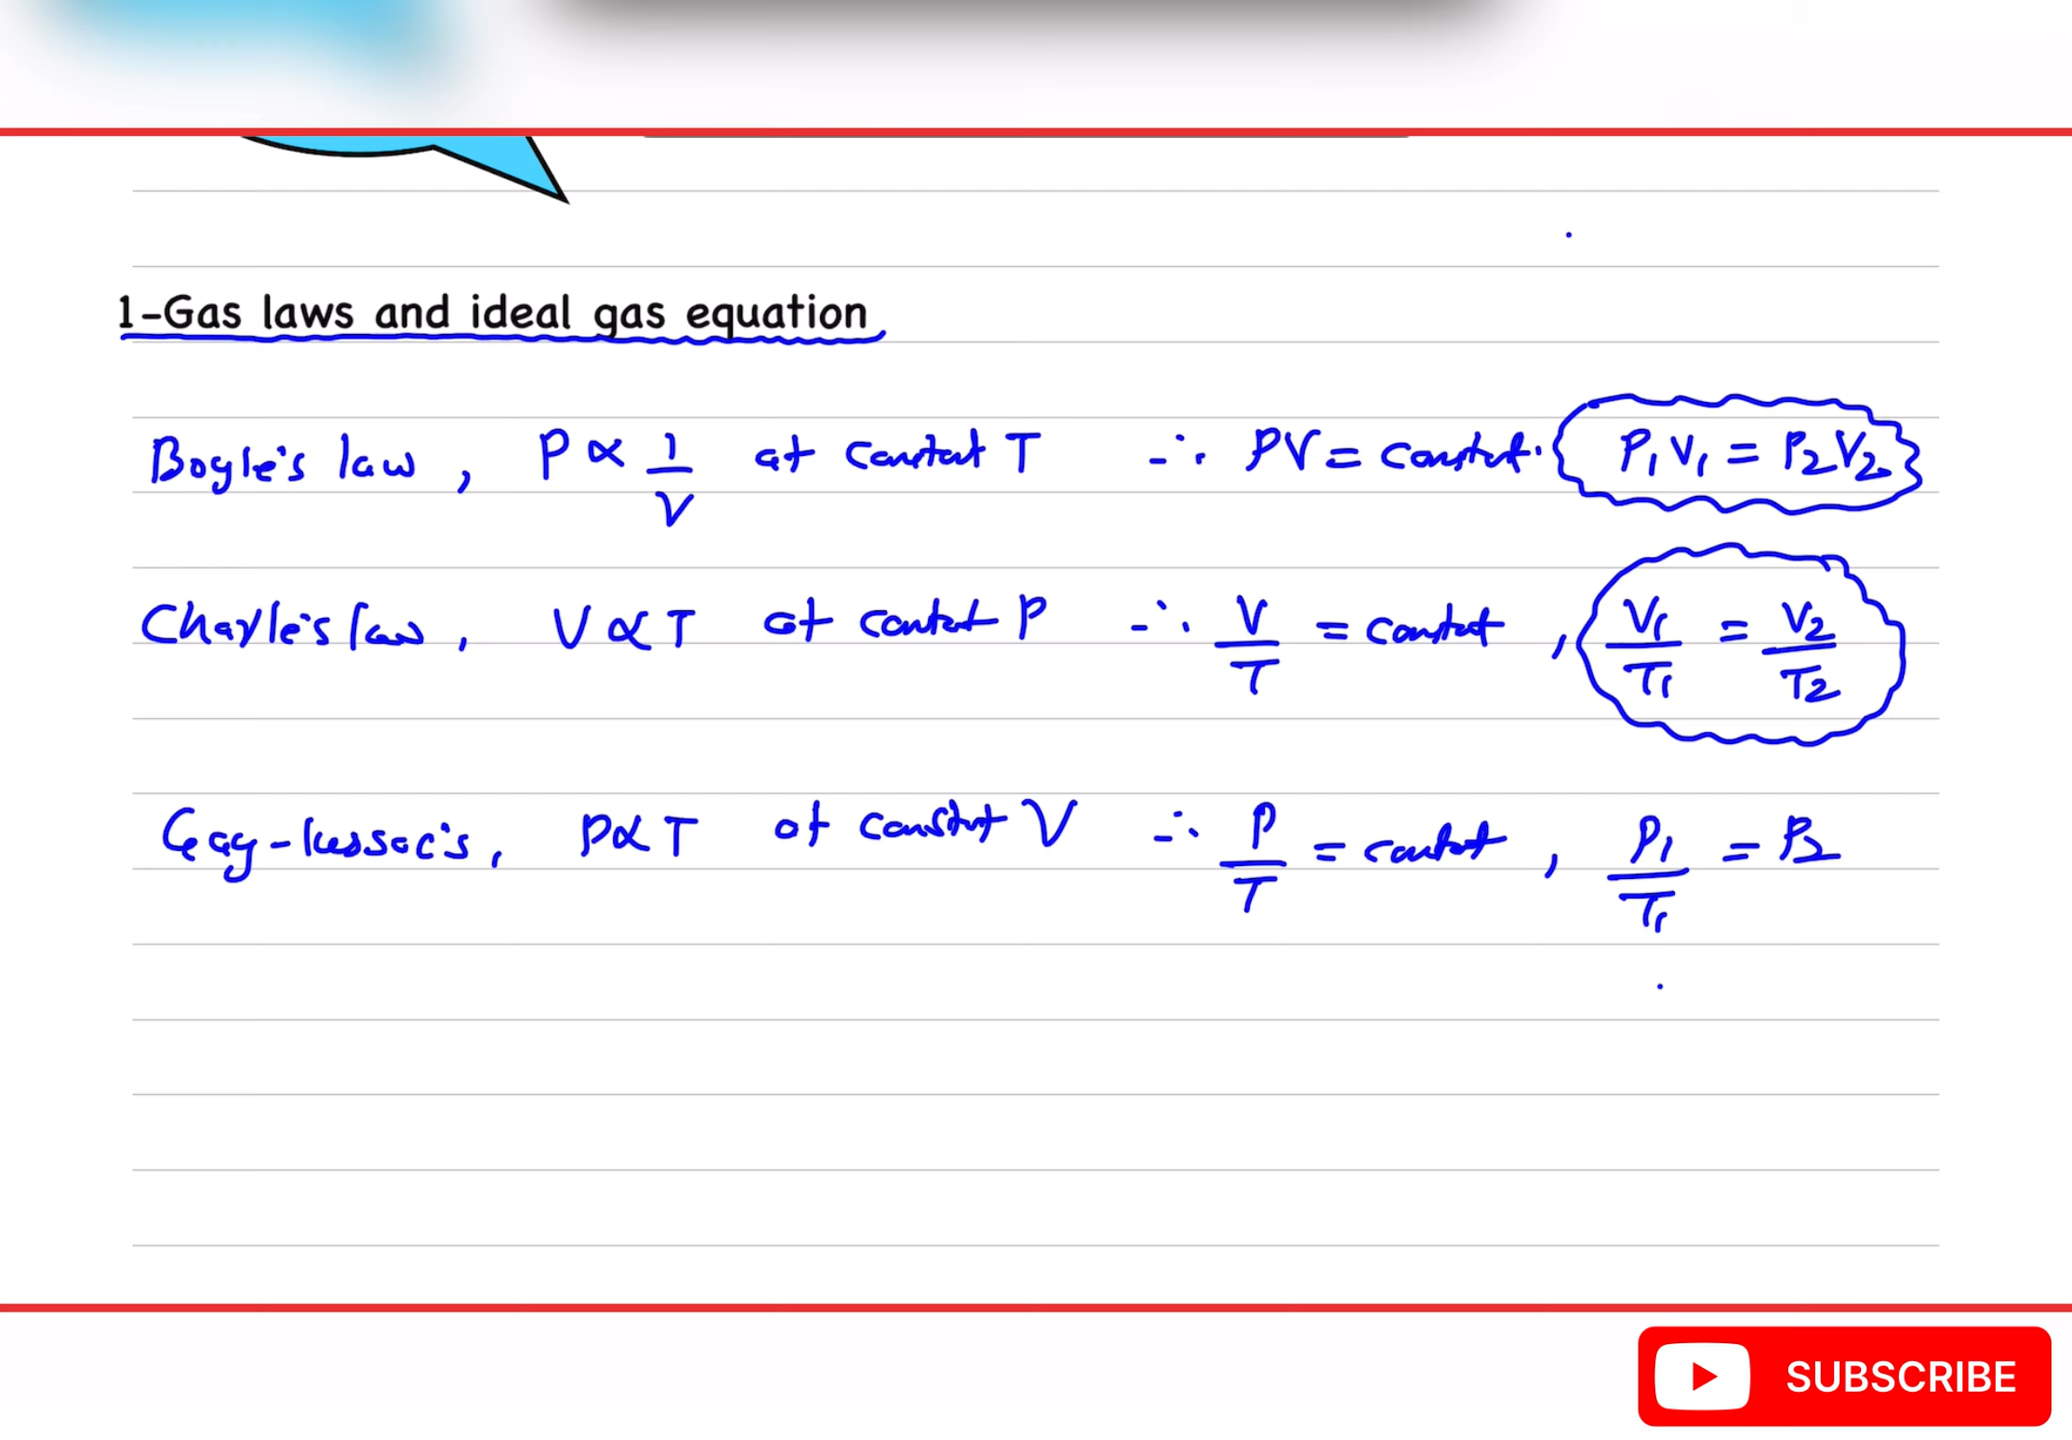 1-Gas laws and ideal gas equation
Boyle's law , P ∝ 1/V at constant T ∴ PV = constant. P₁V₁ = P₂V₂
Charle's law , V ∝ T at constant P ∴ V/T = constant , V₁/T₁ = V₂/T₂
Gay-lussac's , P ∝ T at constant V ∴ P/T = constant , P₁/T₁ = P₂
SUBSCRIBE